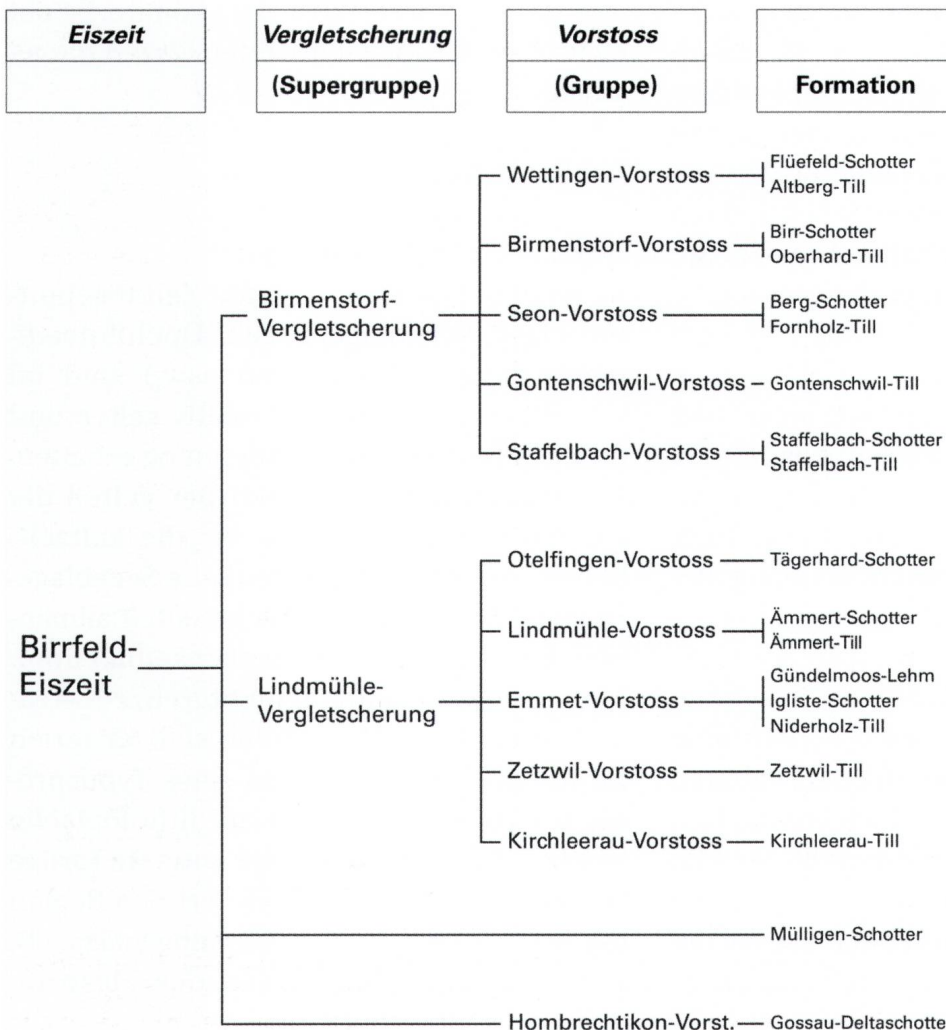 Eiszeit
Vergletscherung
(Supergruppe)
Vorstoss
(Gruppe)
Formation
Birrfeld-
Eiszeit
Birmenstorf-
Vergletscherung
Wettingen-Vorstoss
Flüefeld-Schotter
Altberg-Till
Birmenstorf-Vorstoss
Birr-Schotter
Oberhard-Till
Seon-Vorstoss
Berg-Schotter
Fornholz-Till
Gontenschwil-Vorstoss
Gontenschwil-Till
Staffelbach-Vorstoss
Staffelbach-Schotter
Staffelbach-Till
Lindmühle-
Vergletscherung
Otelfingen-Vorstoss
Tägerhard-Schotter
Lindmühle-Vorstoss
Ämmert-Schotter
Ämmert-Till
Emmet-Vorstoss
Gündelmoos-Lehm
Igliste-Schotter
Niderholz-Till
Zetzwil-Vorstoss
Zetzwil-Till
Kirchleerau-Vorstoss
Kirchleerau-Till
Mülligen-Schotter
Hombrechtikon-Vorst.
Gossau-Deltaschotte